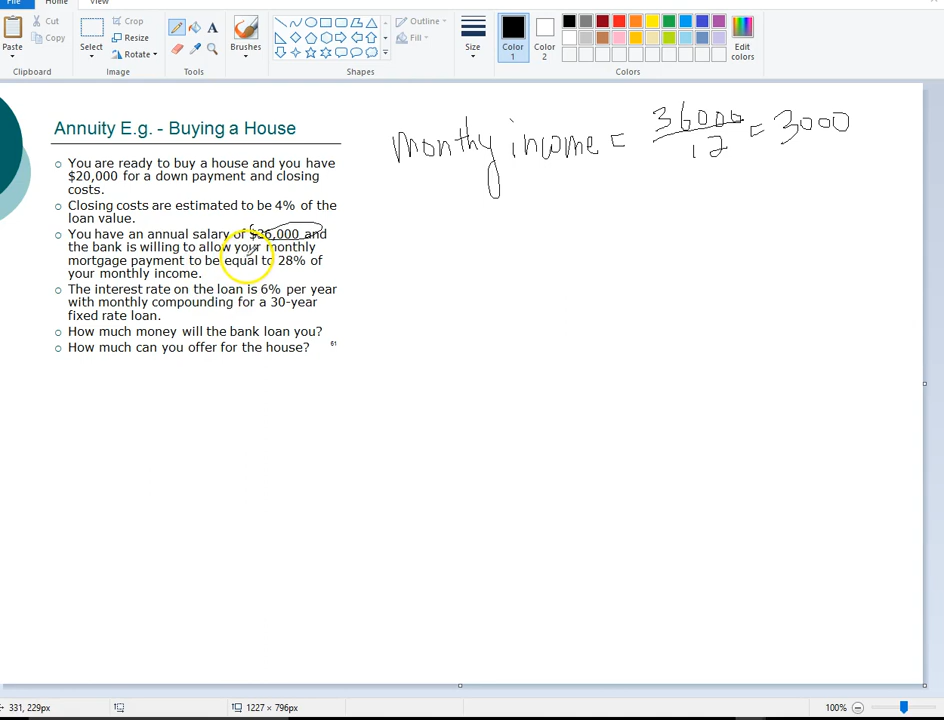 File
Home
View
Paste
Cut
Copy
Clipboard
Select
Crop
Resize
Rotate
Image
Tools
Brushes
Shapes
Outline
Fill
Size
Color
1
Color
2
Edit
colors
Colors
Annuity E.g. - Buying a House
You are ready to buy a house and you have
$20,000 for a down payment and closing
costs.
Closing costs are estimated to be 4% of the
loan value.
You have an annual salary of $36,000 and
the bank is willing to allow your monthly
mortgage payment to be equal to 28% of
your monthly income.
The interest rate on the loan is 6% per year
with monthly compounding for a 30-year
fixed rate loan.
How much money will the bank loan you?
How much can you offer for the house?
61
monthy income = 36000 = 3000
12
331, 229px
1227 × 796px
100%